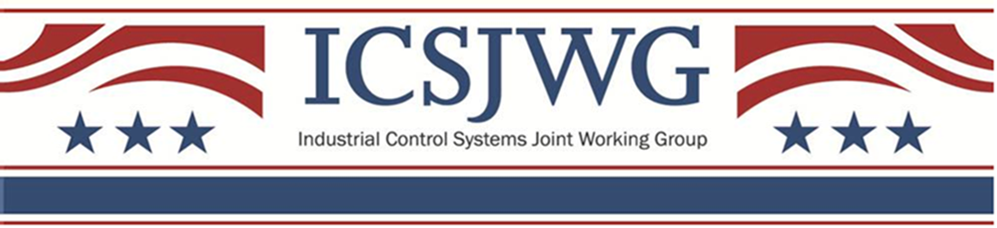 ICSJWG
Industrial Control Systems Joint Working Group